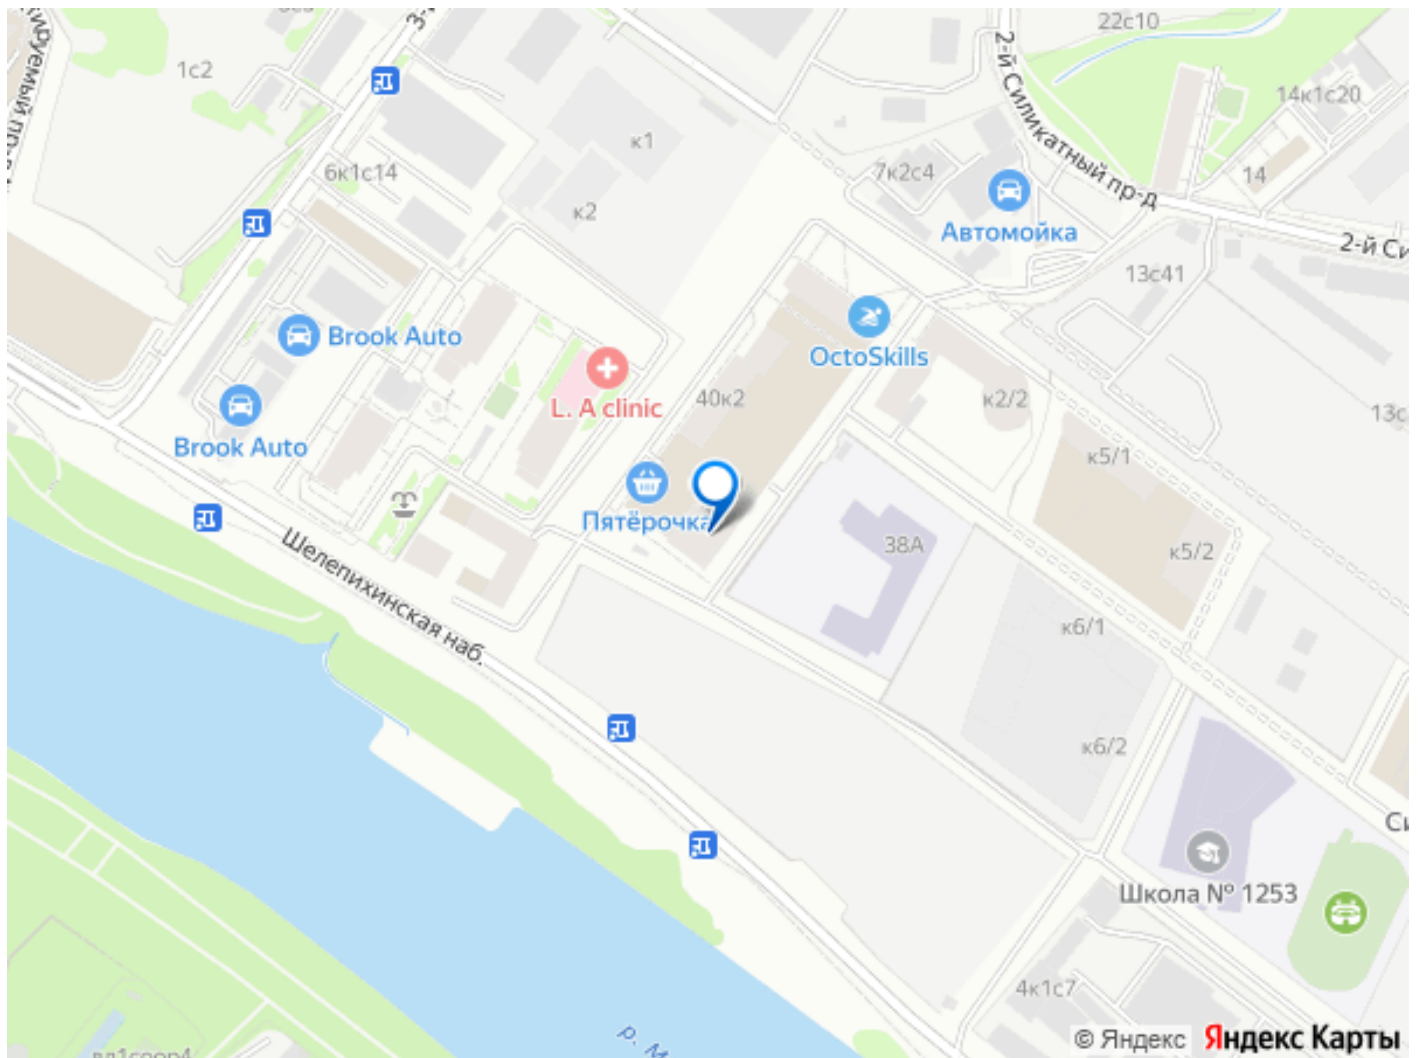 22с10
2-й Силикатный пр-д
1с2
14к1с20
к1
6к1с14
7к2с4
14
к2
Автомойка
2-й Си
13с41
Brook Auto
OctoSkills
40к2
к2/2
L. A clinic
13с
Brook Auto
к5/1
Пятёрочка
38А
к5/2
Шелепихинская наб.
к6/1
к6/2
Си
Школа № 1253
4к1с7
р. М
© Яндекс
Яндекс Карты